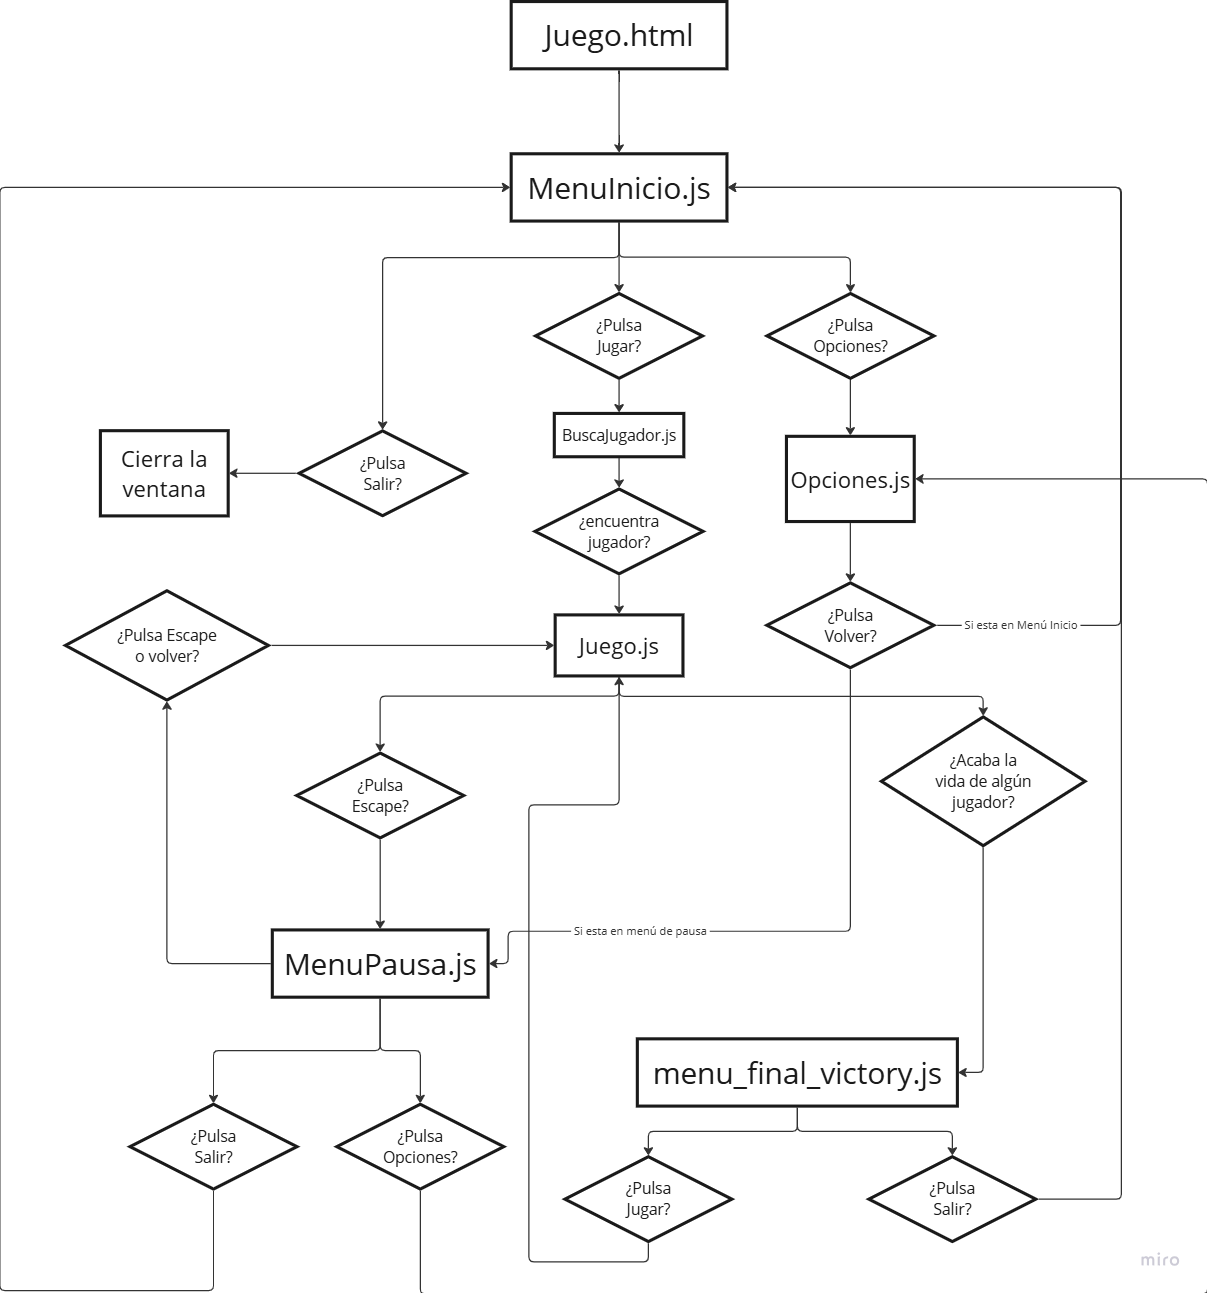 Juego.html
MenuInicio.js
¿Pulsa
Jugar?
¿Pulsa
Opciones?
BuscaJugador.js
Cierra la
ventana
¿Pulsa
Salir?
Opciones.js
¿encuentra
jugador?
¿Pulsa
Volver?
Si esta en Menú Inicio
¿Pulsa Escape
o volver?
Juego.js
¿Pulsa
Escape?
¿Acaba la
vida de algún
jugador?
Si esta en menú de pausa
MenuPausa.js
menu_final_victory.js
¿Pulsa
Salir?
¿Pulsa
Opciones?
¿Pulsa
Jugar?
¿Pulsa
Salir?
miro